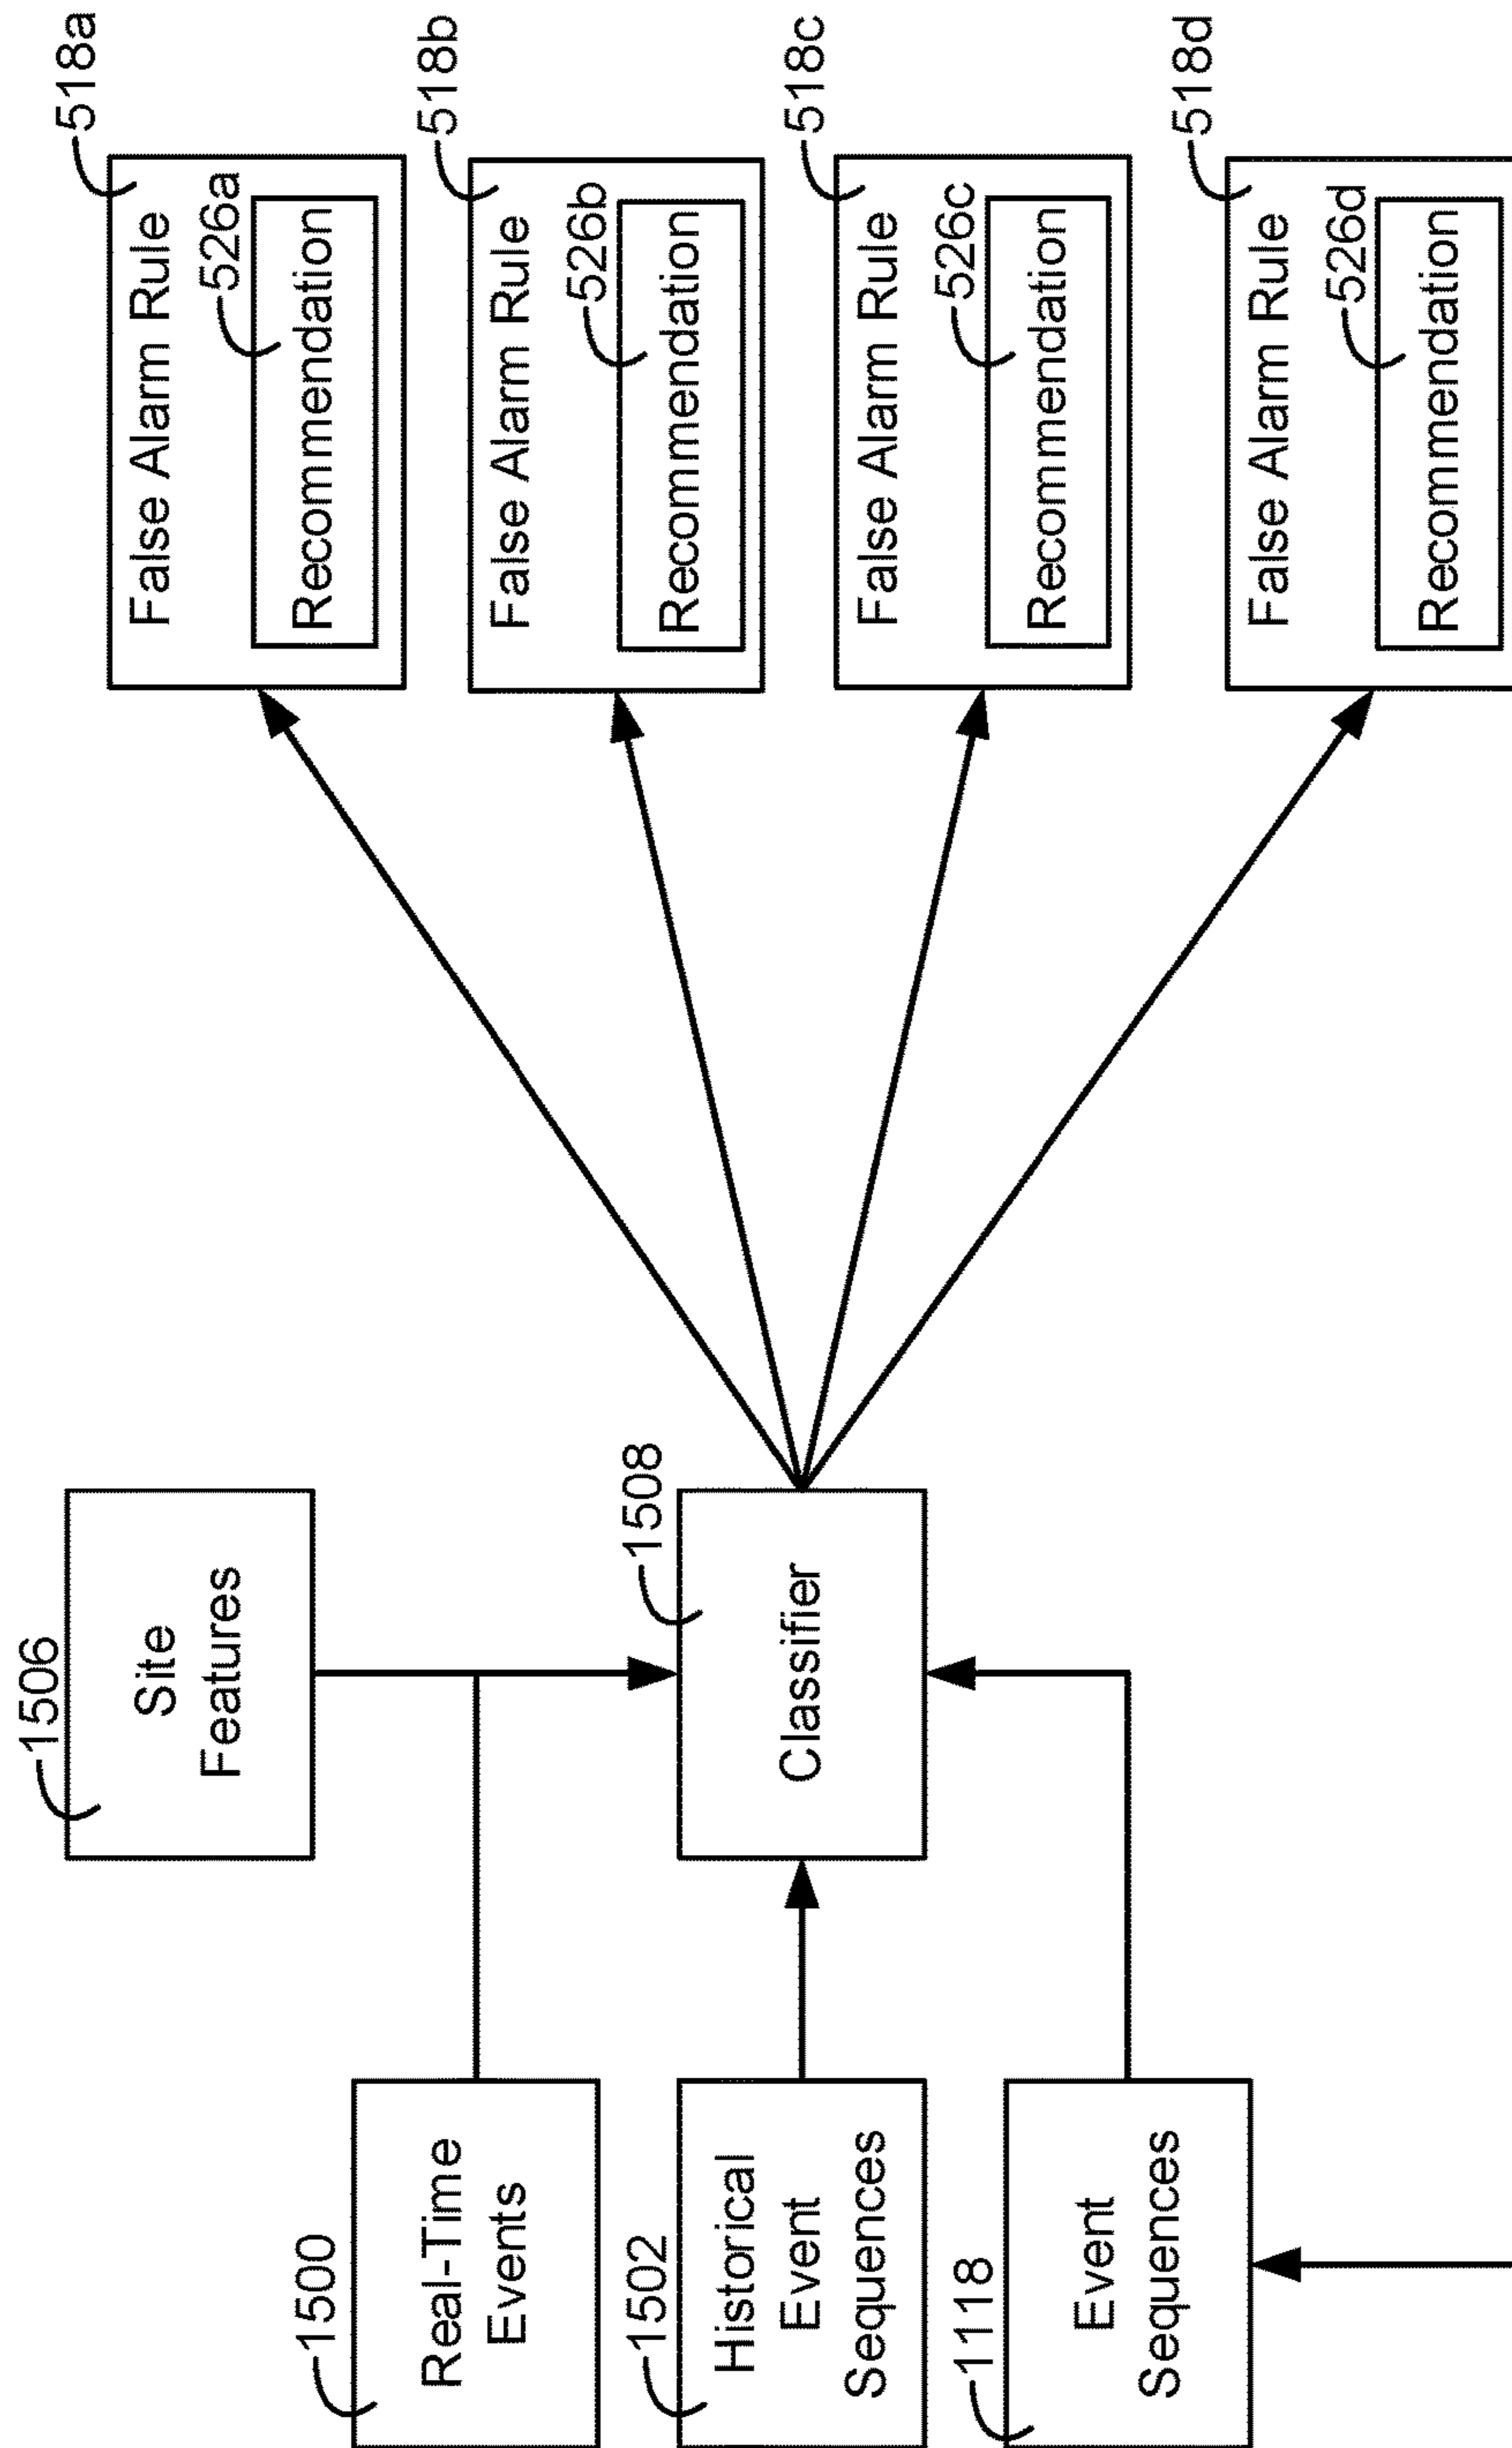 1506
Site
Features
1500
Real-Time
Events
1502
Historical
Event
Sequences
1118
Event
Sequences
1508
Classifier
518a
False Alarm Rule
526a
Recommendation
518b
False Alarm Rule
526b
Recommendation
518c
False Alarm Rule
526c
Recommendation
518d
False Alarm Rule
526d
Recommendation